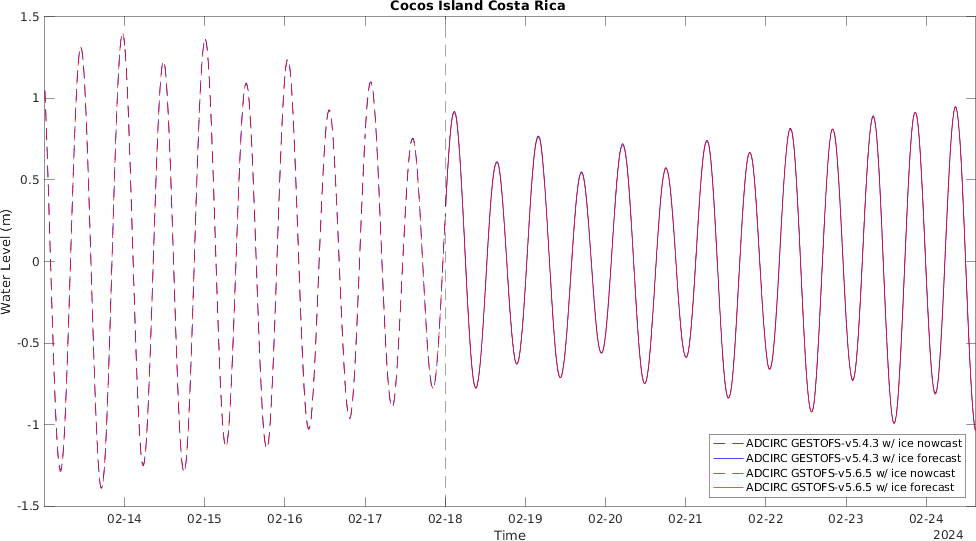 Cocos Island Costa Rica
1.5
1
0.5
0
-0.5
-1
-1.5
Water Level (m)
ADCIRC GESTOFS-v5.4.3 w/ ice nowcast
ADCIRC GESTOFS-v5.4.3 w/ ice forecast
ADCIRC GSTOFS-v5.6.5 w/ ice nowcast
ADCIRC GSTOFS-v5.6.5 w/ ice forecast
02-14 02-15 02-16 02-17 02-18 02-19 02-20 02-21 02-22 02-23 02-24
Time 2024